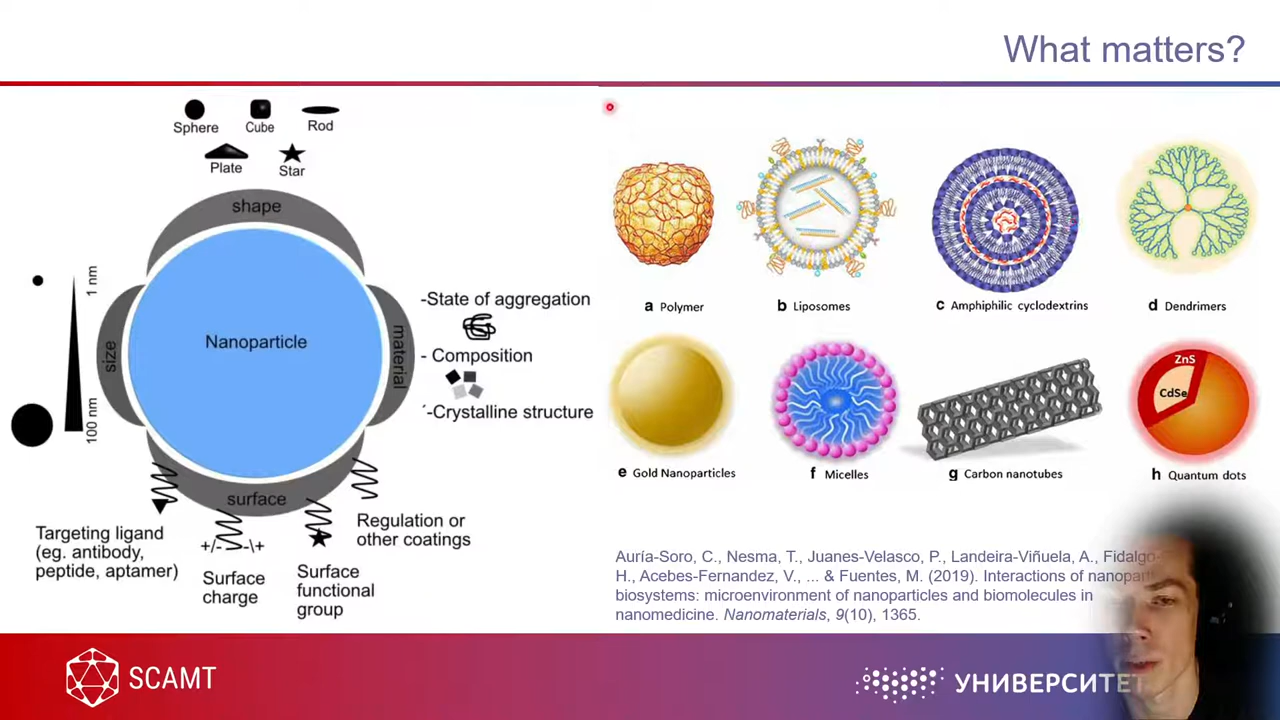 What matters?
Sphere
Cube
Rod
Plate
Star
shape
1 nm
100 nm
size
Nanoparticle
material
-State of aggregation
- Composition
-Crystalline structure
surface
Targeting ligand
(eg. antibody,
peptide, aptamer)
+/-
-\+
Surface
charge
Surface
functional
group
Regulation or
other coatings
a Polymer
b Liposomes
c Amphiphilic cyclodextrins
d Dendrimers
ZnS
CdSe
e Gold Nanoparticles
f Micelles
g Carbon nanotubes
h Quantum dots
Auría-Soro, C., Nesma, T., Juanes-Velasco, P., Landeira-Viñuela, A., Fidalgo-
H., Acebes-Fernandez, V., ... & Fuentes, M. (2019). Interactions of
biosystems: microenvironment of nanoparticles and biomolecules in
nanomedicine. Nanomaterials, 9(10), 1365.
SCAMT
УНИВЕРСИТЕТ